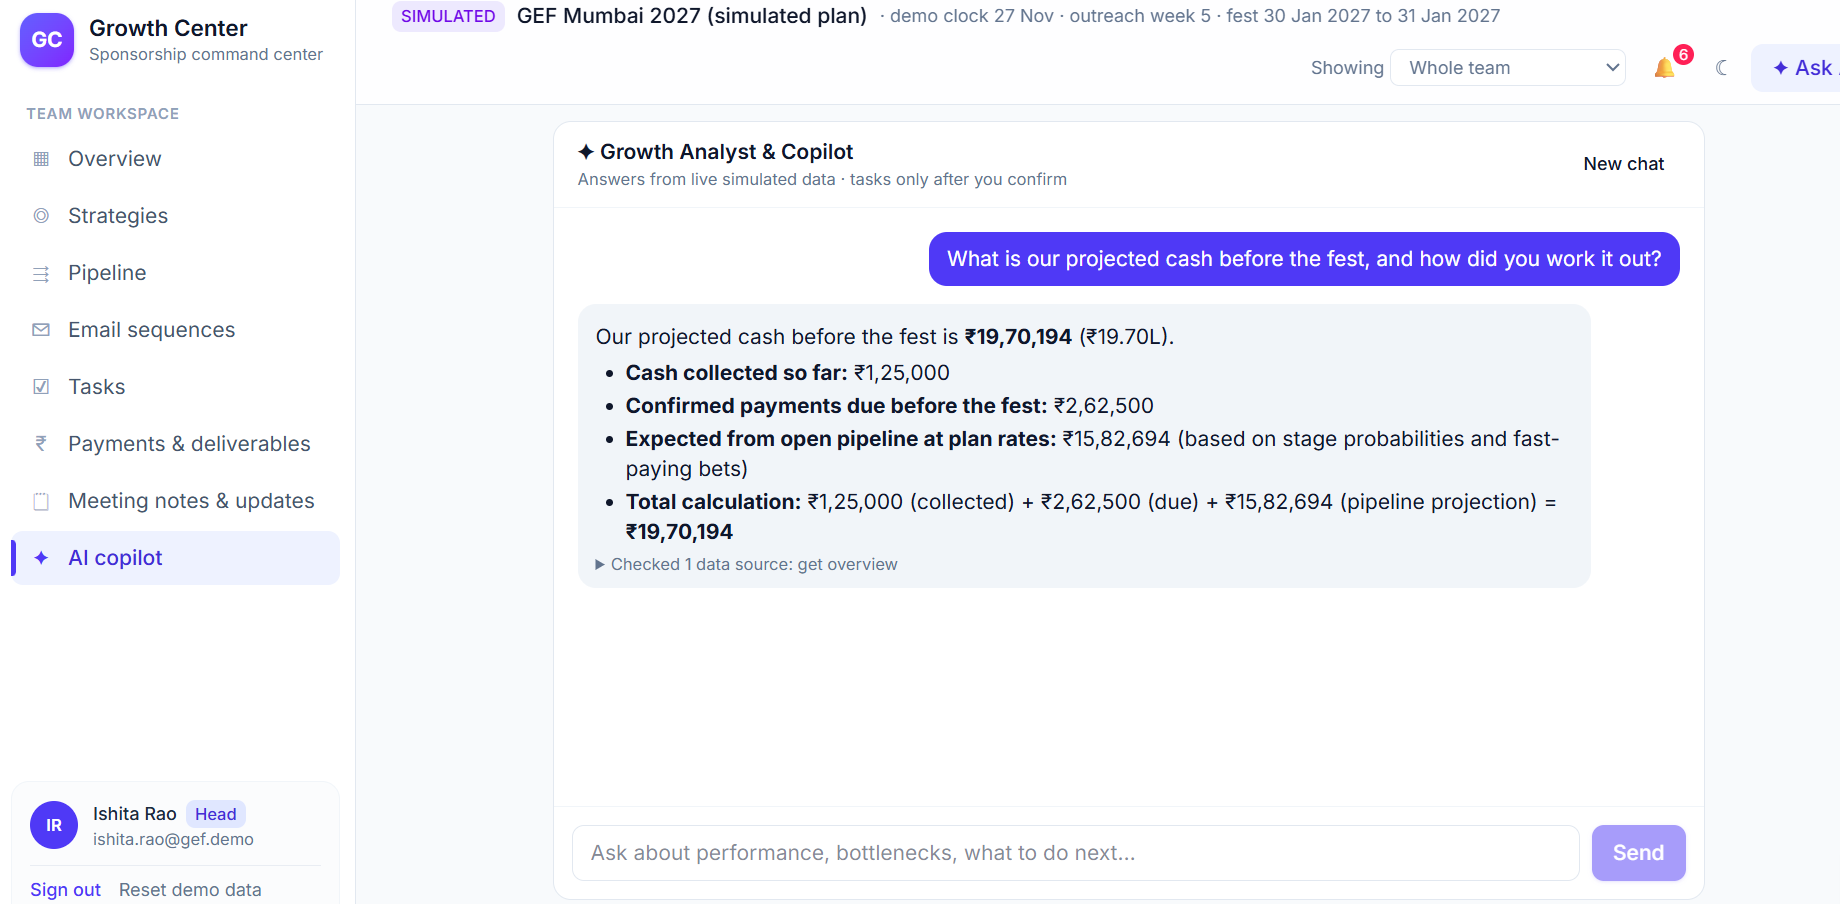 GC
Growth Center
Sponsorship command center
TEAM WORKSPACE
Overview
Strategies
Pipeline
Email sequences
Tasks
₹ Payments & deliverables
Meeting notes & updates
AI copilot
IR
Ishita Rao Head
ishita.rao@gef.demo
Sign out Reset demo data
SIMULATED GEF Mumbai 2027 (simulated plan) · demo clock 27 Nov · outreach week 5 · fest 30 Jan 2027 to 31 Jan 2027
Showing Whole team 6 Ask
Growth Analyst & Copilot
Answers from live simulated data · tasks only after you confirm
New chat
What is our projected cash before the fest, and how did you work it out?
Our projected cash before the fest is ₹19,70,194 (₹19.70L).
• Cash collected so far: ₹1,25,000
• Confirmed payments due before the fest: ₹2,62,500
• Expected from open pipeline at plan rates: ₹15,82,694 (based on stage probabilities and fast-
paying bets)
• Total calculation: ₹1,25,000 (collected) + ₹2,62,500 (due) + ₹15,82,694 (pipeline projection) =
₹19,70,194
Checked 1 data source: get overview
Ask about performance, bottlenecks, what to do next...
Send